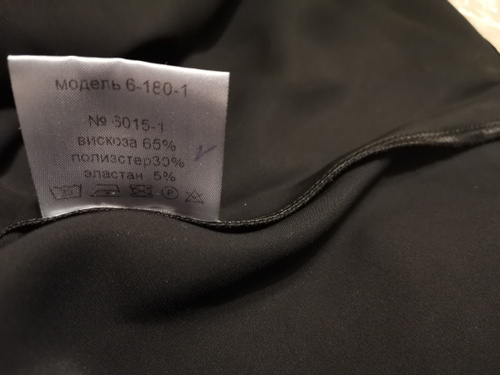 модель 6-180-1
№ 6015-1
вискоза 65%
полиэстер30%
эластан 5%